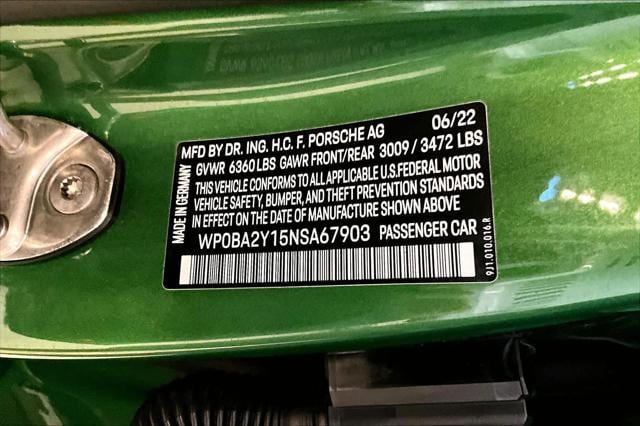 MFD BY DR. ING. H.C. F. PORSCHE AG 06/22
GVWR 6360 LBS GAWR FRONT/REAR 3009 / 3472 LBS
THIS VEHICLE CONFORMS TO ALL APPLICABLE U.S. FEDERAL MOTOR
VEHICLE SAFETY, BUMPER, AND THEFT PREVENTION STANDARDS
IN EFFECT ON THE DATE OF MANUFACTURE SHOWN ABOVE
WP0BA2Y15NSA67903 PASSENGER CAR
MADE IN GERMANY
9J1.010.016.R